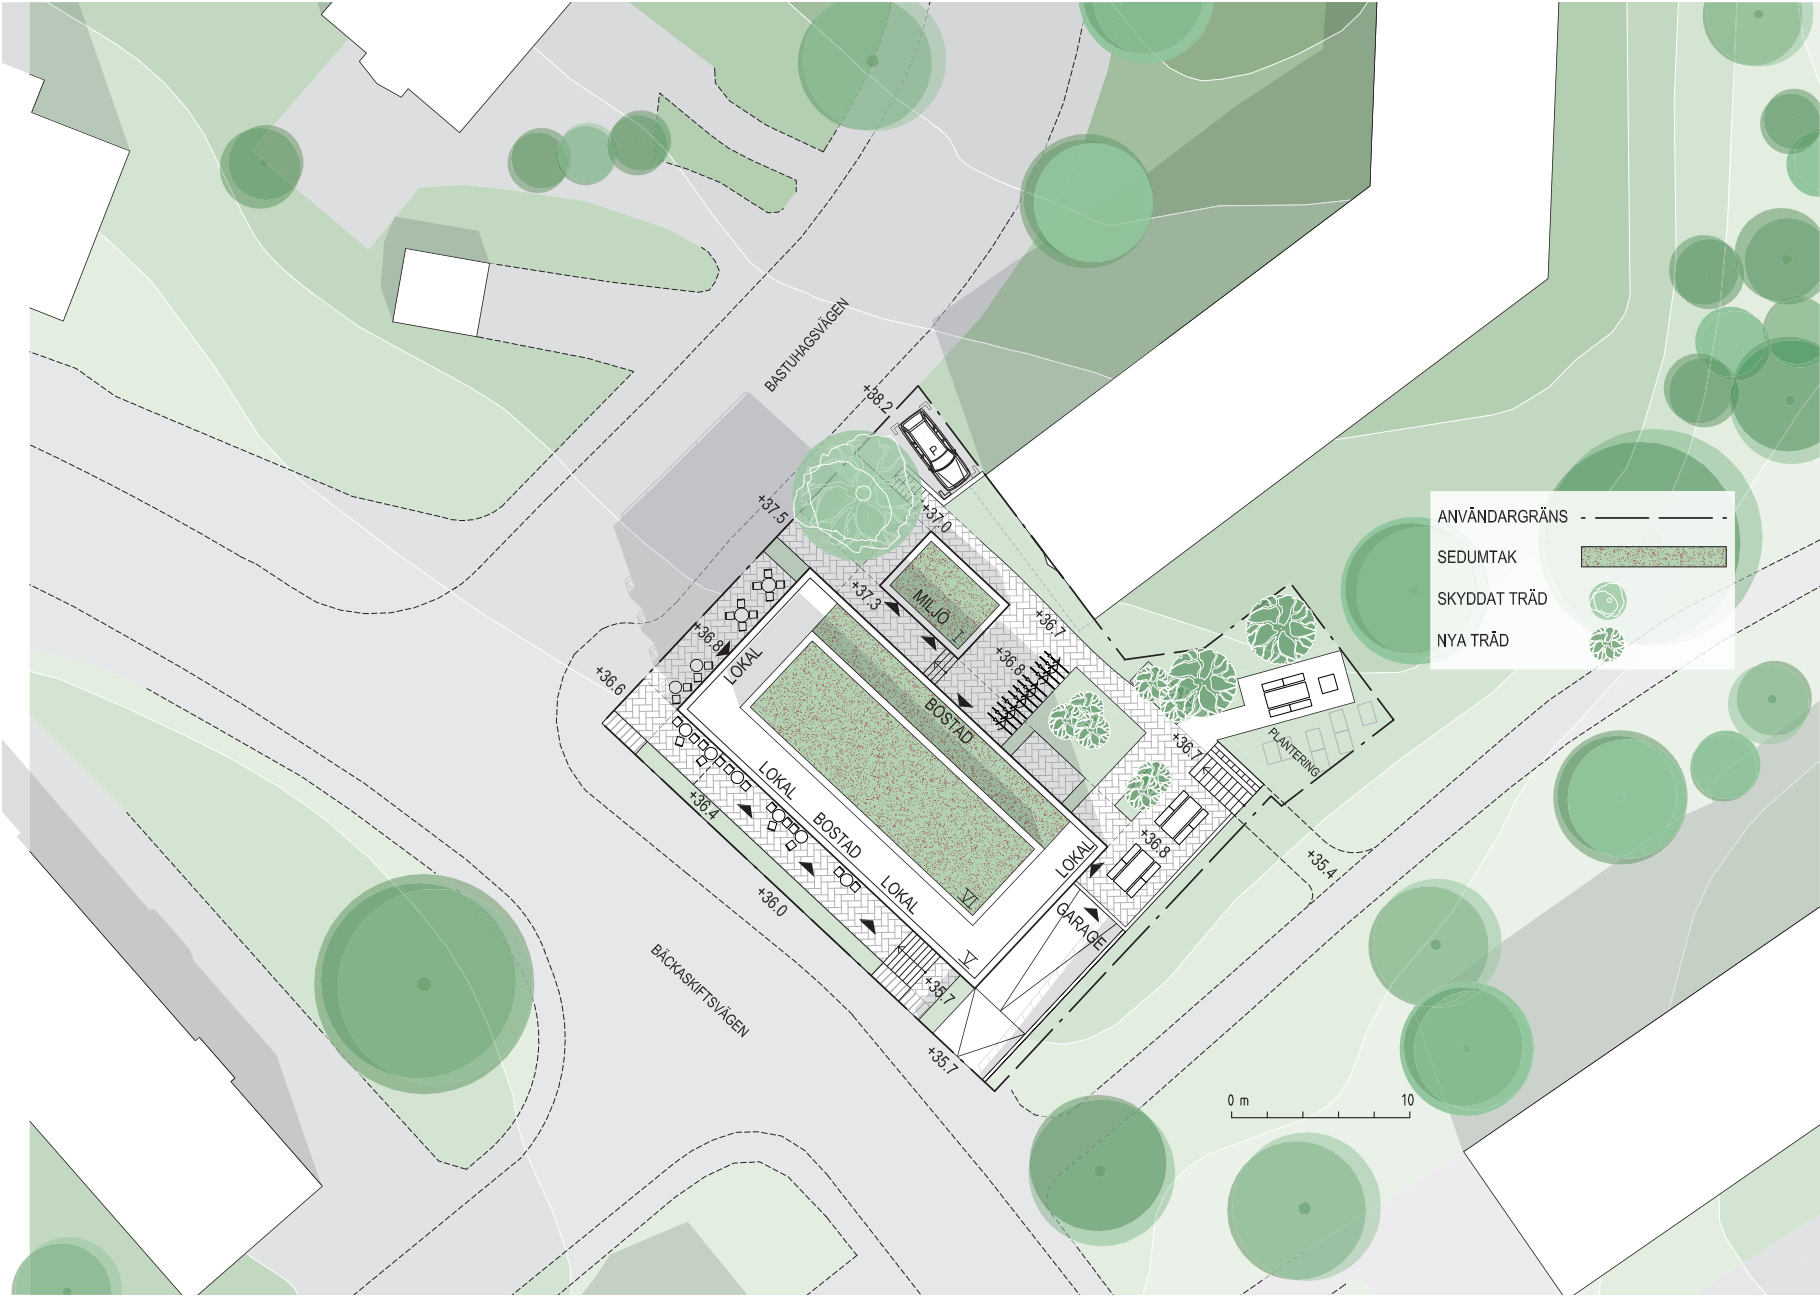 BASTUHAGSVÄGEN
+38.2
P
+37.5
+37.0
ANVÄNDARGRÄNS
SEDUMTAK
SKYDDAT TRÄD
NYA TRÄD
+37.3
MILJÖ
I
+36.7
+36.8
LOKAL
+36.8
+36.6
BOSTAD
+36.7
PLANTERING
LOKAL
+36.4
BOSTAD
+36.8
LOKAL
+35.4
LOKAL
VI
+36.0
GARAGE
V
BÄCKASKIFTSVÄGEN
+35.7
+35.7
0 m 10